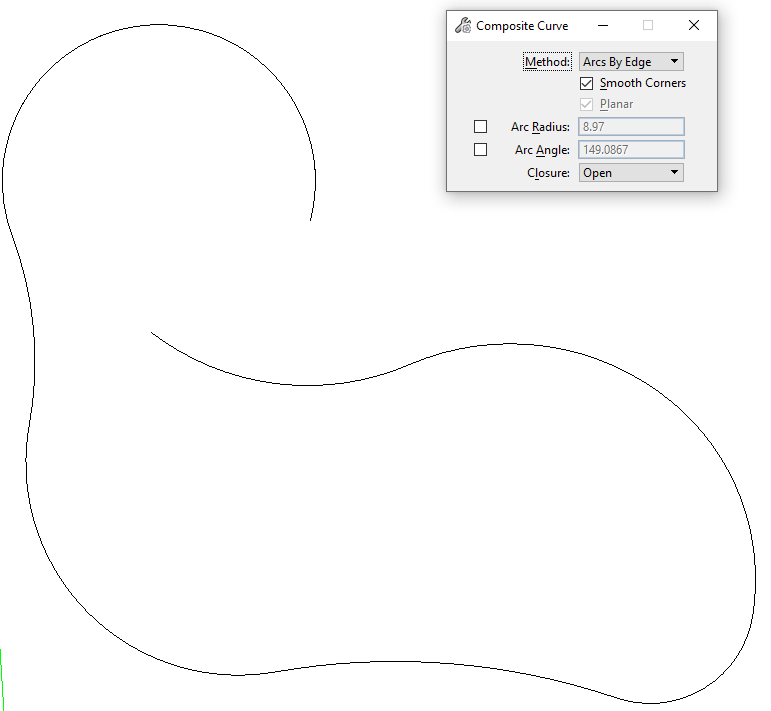 Composite Curve
Method: Arcs By Edge
Smooth Corners
Planar
Arc Radius: 8.97
Arc Angle: 149.0867
Closure: Open